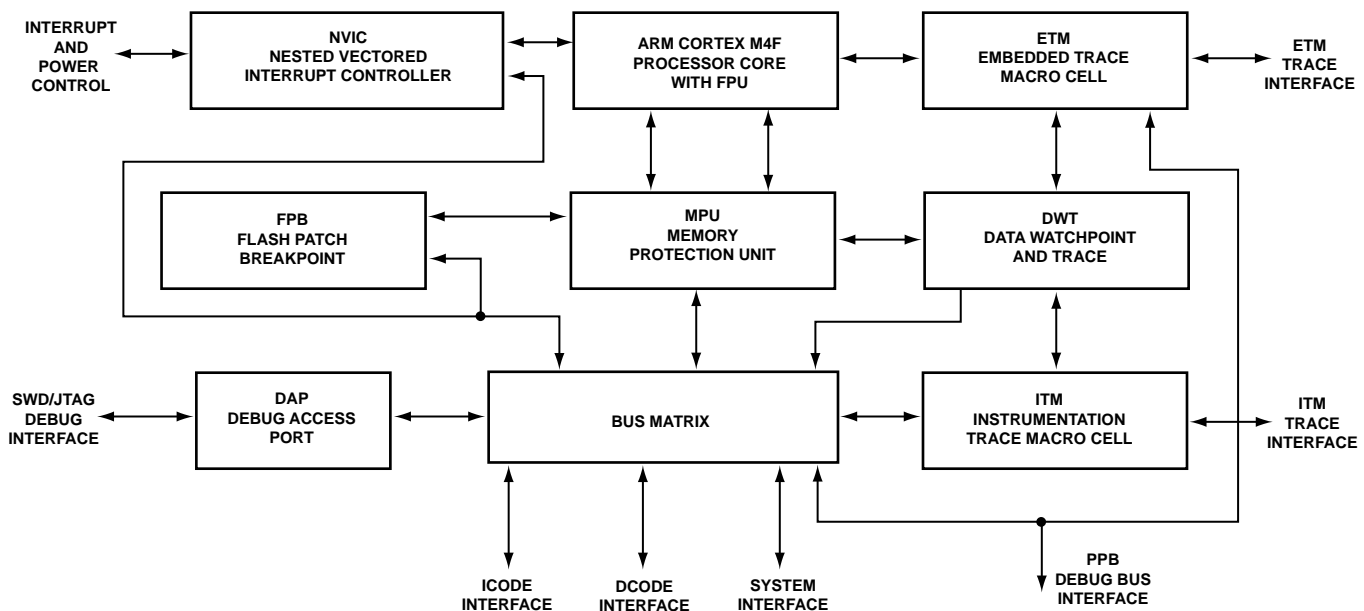 INTERRUPT
AND
POWER
CONTROL
NVIC
NESTED VECTORED
INTERRUPT CONTROLLER
ARM CORTEX M4F
PROCESSOR CORE
WITH FPU
ETM
EMBEDDED TRACE
MACRO CELL
ETM
TRACE
INTERFACE
FPB
FLASH PATCH
BREAKPOINT
MPU
MEMORY
PROTECTION UNIT
DWT
DATA WATCHPOINT
AND TRACE
SWD/JTAG
DEBUG
INTERFACE
DAP
DEBUG ACCESS
PORT
BUS MATRIX
ITM
INSTRUMENTATION
TRACE MACRO CELL
ITM
TRACE
INTERFACE
ICODE
INTERFACE
DCODE
INTERFACE
SYSTEM
INTERFACE
PPB
DEBUG BUS
INTERFACE